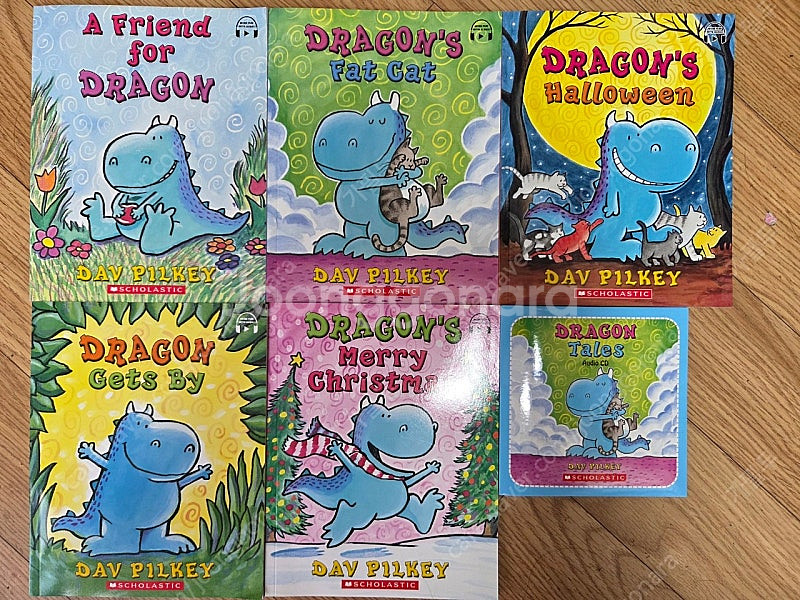 A Friend
for
DRAGON
DAV PILKEY
SCHOLASTIC
DRAGON'S
Fat Cat
DAV PILKEY
SCHOLASTIC
DRAGON'S
Halloween
DAV PILKEY
SCHOLASTIC
DRAGON
Gets By
DAV PILKEY
SCHOLASTIC
DRAGON'S
Merry
DAV PILKEY
SCHOLASTIC
DRAGON
Tales
Audio CD
DAV PILKEY
SCHOLASTIC